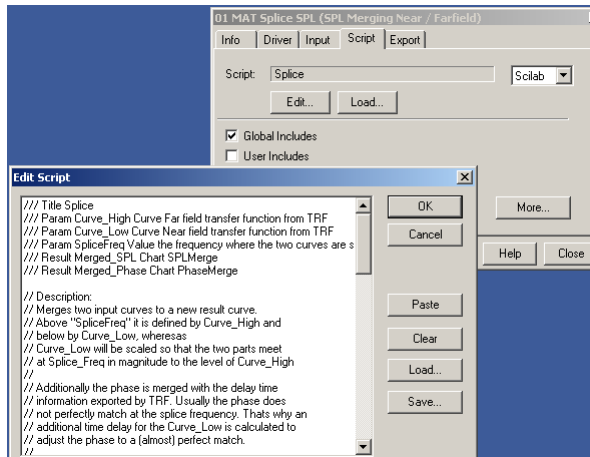 01 MAT Splice SPL (SPL Merging Near / Farfield)
Info Driver Input Script Export
Script: Splice Scilab
Edit... Load...
Global Includes
User Includes
More...
Help Close
Edit Script
/// Title Splice
/// Param Curve_High Curve Far field transfer function from TRF
/// Param Curve_Low Curve Near field transfer function from TRF
/// Param SpliceFreq Value the frequency where the two curves are s
/// Result Merged_SPL Chart SPLMerge
/// Result Merged_Phase Chart PhaseMerge
// Description:
// Merges two input curves to a new result curve.
// Above "SpliceFreq" it is defined by Curve_High and
// below by Curve_Low, wheresas
// Curve_Low will be scaled so that the two parts meet
// at Splice_Freq in magnitude to the level of Curve_High
//
// Additionally the phase is merged with the delay time
// information exported by TRF. Usually the phase does
// not perfectly match at the splice frequency. Thats why an
// additional time delay for the Curve_Low is calculated to
// adjust the phase to a (almost) perfect match.
//
OK
Cancel
Paste
Clear
Load...
Save...